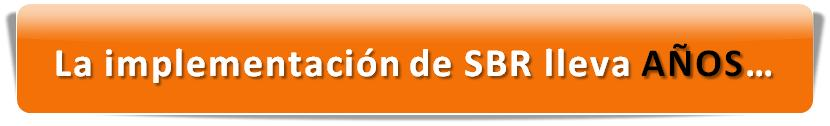 La implementación de SBR lleva AÑOS…